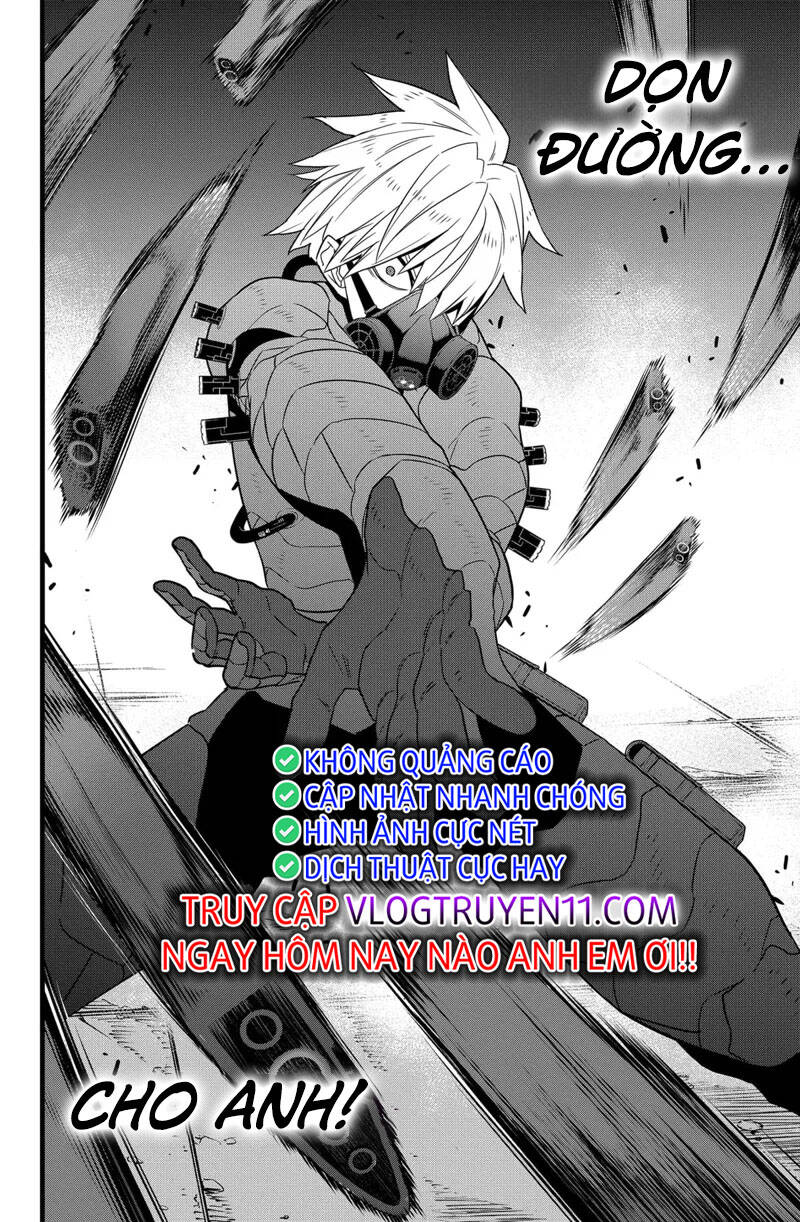 DỌN
ĐƯỜNG...
KHÔNG QUẢNG CÁO
CẬP NHẬT NHANH CHÓNG
HÌNH ẢNH CỰC NÉT
DỊCH THUẬT CỰC HAY
TRUY CẬP VLOGTRUYEN11.COM
NGAY HÔM NAY NÀO ANH EM ƠI!!
CHO ANH!